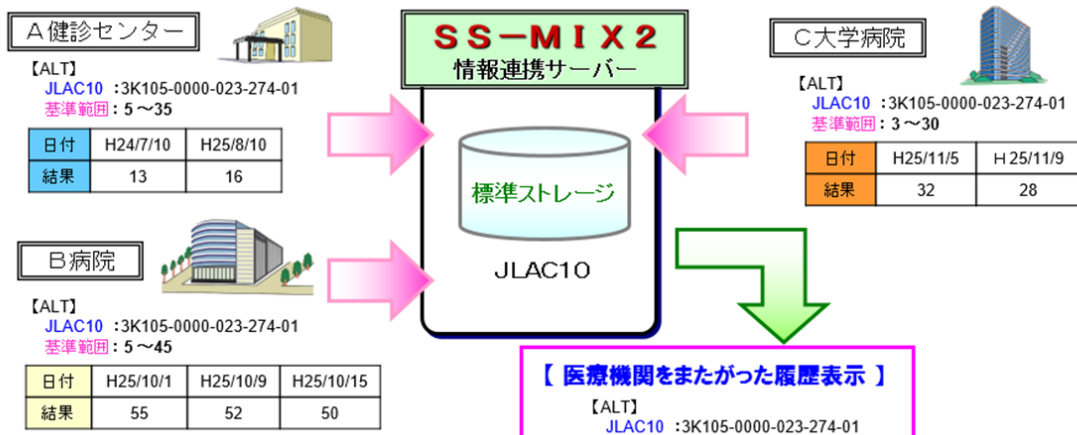 A健診センター
【ALT】
JLAC10 :3K105-0000-023-274-01
基準範囲:5～35
日付 H24/7/10 H25/8/10
結果 13 16
B病院
【ALT】
JLAC10 :3K105-0000-023-274-01
基準範囲:5～45
日付 H25/10/1 H25/10/9 H25/10/15
結果 55 52 50
SS－MIX2
情報連携サーバー
標準ストレージ
JLAC10
C大学病院
【ALT】
JLAC10 :3K105-0000-023-274-01
基準範囲:3～30
日付 H25/11/5 H25/11/9
結果 32 28
【 医療機関をまたがった履歴表示 】
【ALT】
JLAC10 :3K105-0000-023-274-01